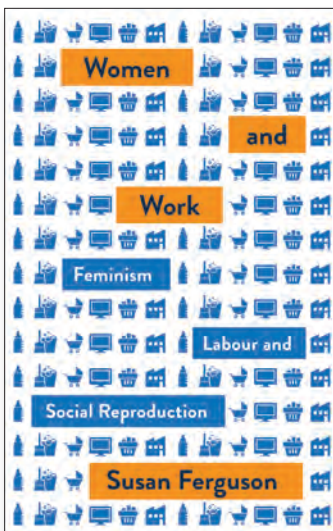 Women
and
Work
Feminism
Labour and
Social Reproduction
Susan Ferguson